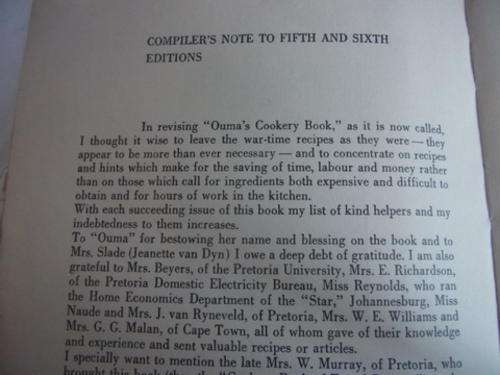 COMPILER'S NOTE TO FIFTH AND SIXTH
EDITIONS
In revising "Ouma's Cookery Book," as it is now called,
I thought it wise to leave the war-time recipes as they were — they
appear to be more than ever necessary — and to concentrate on recipes
and hints which make for the saving of time, labour and money rather
than on those which call for ingredients both expensive and difficult to
obtain and for hours of work in the kitchen.
With each succeeding issue of this book my list of kind helpers and my
indebtedness to them increases.
To "Ouma" for bestowing her name and blessing on the book and to
Mrs. Slade (Jeanette van Dyn) I owe a deep debt of gratitude. I am also
grateful to Mrs. Beyers, of the Pretoria University, Mrs. E. Richardson,
of the Pretoria Domestic Electricity Bureau, Miss Reynolds, who ran
the Home Economics Department of the "Star," Johannesburg, Miss
Naude and Mrs. J. van Ryneveld, of Pretoria, Mrs. W. E. Williams and
Mrs. G. G. Malan, of Cape Town, all of whom gave of their knowledge
and experience and sent valuable recipes or articles.
I specially want to mention the late Mrs. W. Murray, of Pretoria, who
brought this book